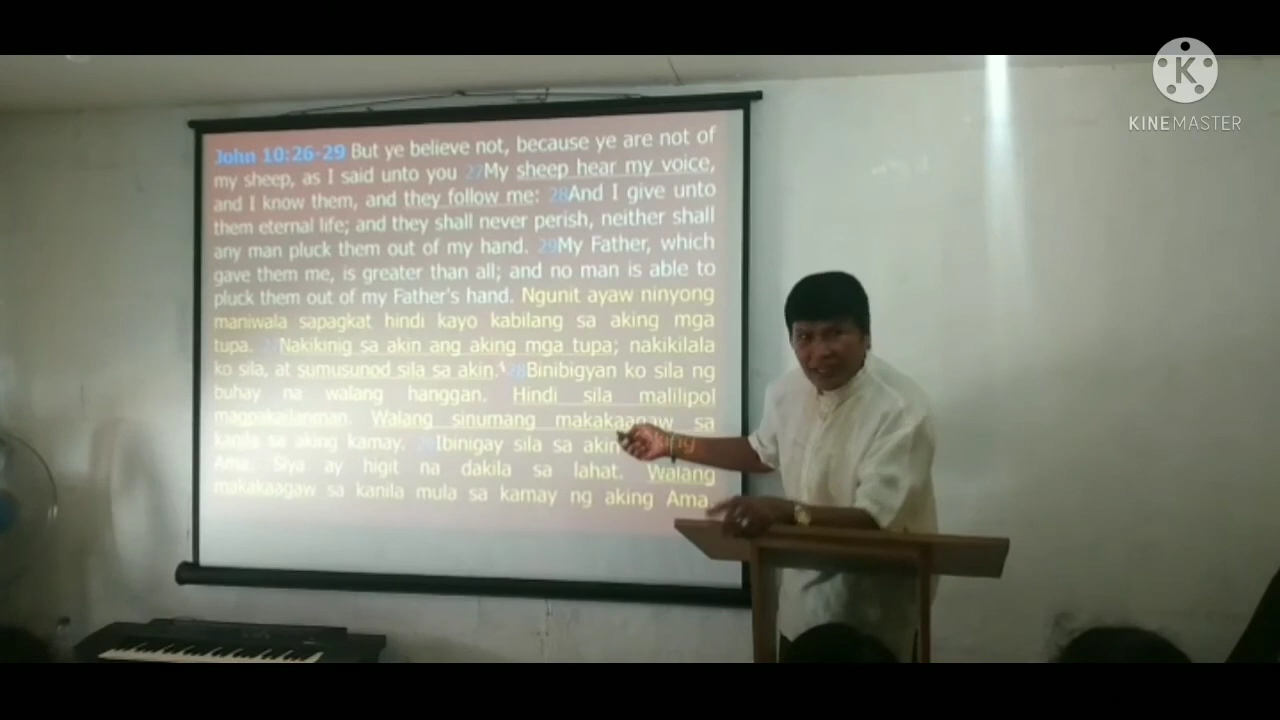 John 10:26-29 But ye believe not, because ye are not of
my sheep, as I said unto you 27My sheep hear my voice,
and I know them, and they follow me: 28And I give unto
them eternal life; and they shall never perish, neither shall
any man pluck them out of my hand. 29My Father, which
gave them me, is greater than all; and no man is able to
pluck them out of my Father's hand. Ngunit ayaw ninyong
maniwala sapagkat hindi kayo kabilang sa aking mga
tupa. 27Nakikinig sa akin ang aking mga tupa; nakikilala
ko sila, at sumusunod sila sa akin. 28Binibigyan ko sila ng
buhay na walang hanggan. Hindi sila malilipol
magpakailanman. Walang sinumang makakaagaw sa
kanila sa aking kamay. 29Ibinigay sila sa akin aking
Ama. Siya ay higit na dakila sa lahat. Walang
makakaagaw sa kanila mula sa kamay ng aking Ama.
K
KINEMASTER